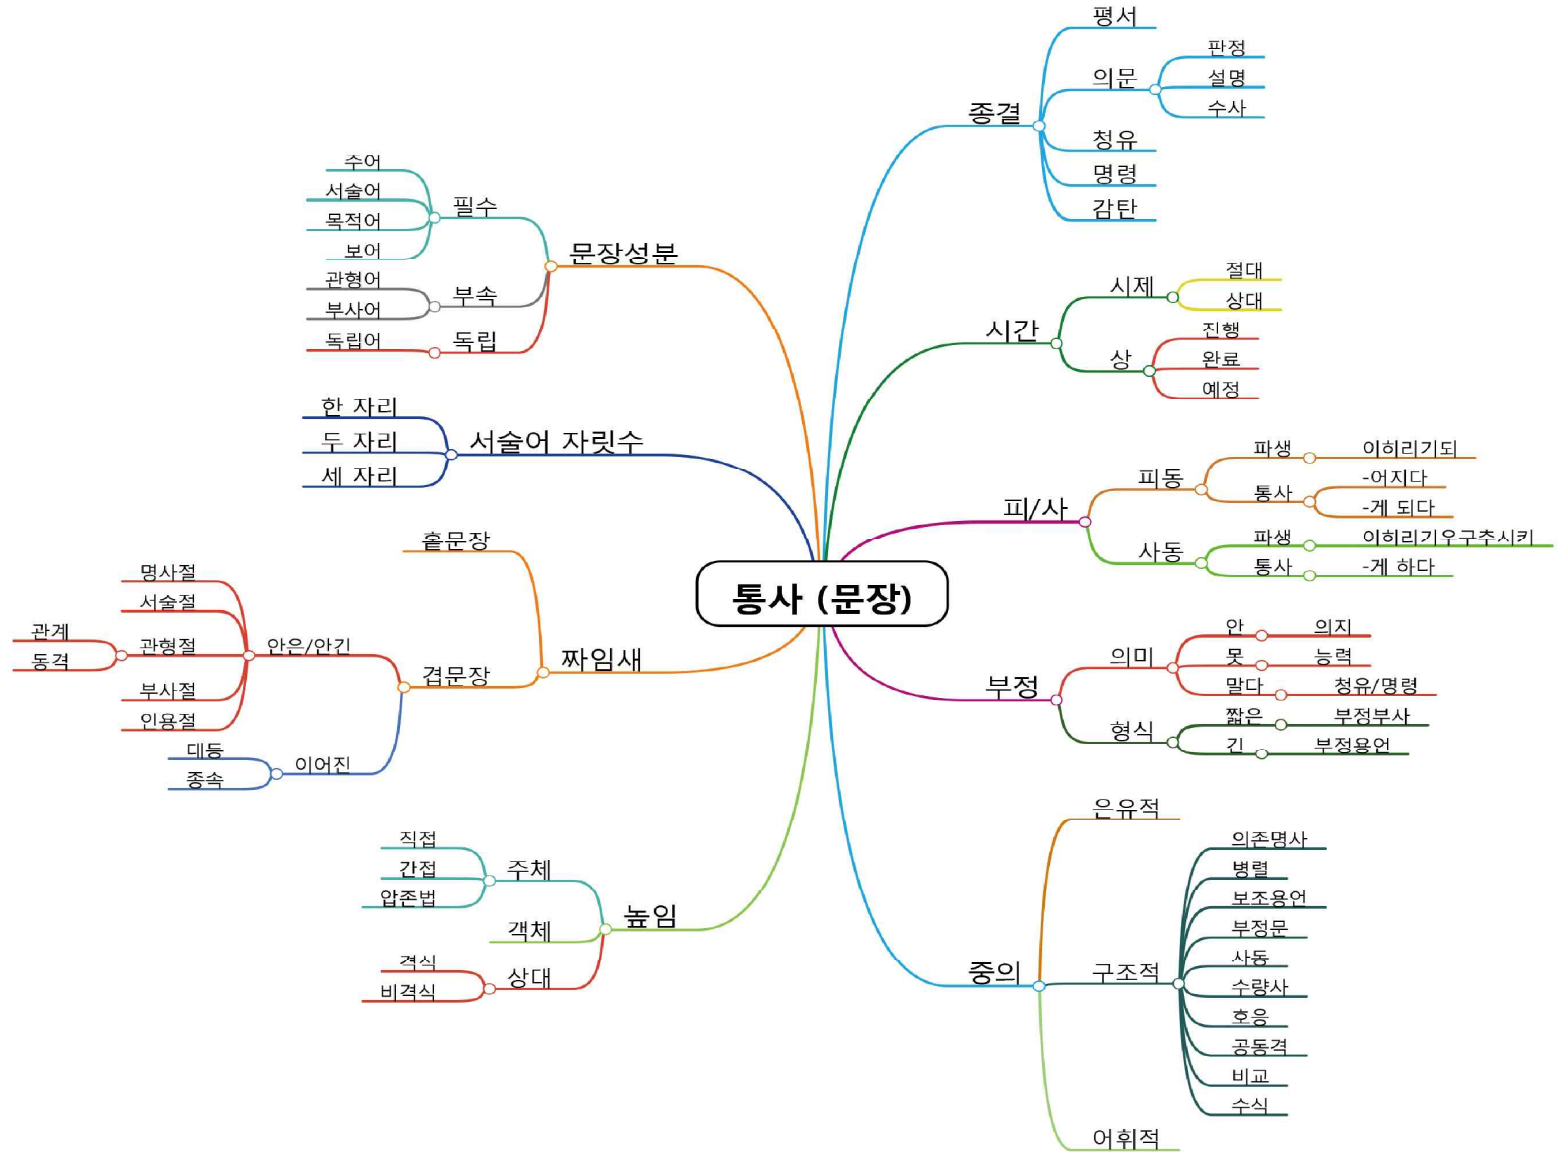 통사 (문장)
문장성분
필수
주어
서술어
목적어
보어
부속
관형어
부사어
독립
독립어
서술어 자릿수
한 자리
두 자리
세 자리
짜임새
홑문장
겹문장
안은/안긴
명사절
서술절
관형절
관계
동격
부사절
인용절
이어진
대등
종속
높임
주체
직접
간접
압존법
객체
상대
격식
비격식
종결
평서
의문
판정
설명
수사
청유
명령
감탄
시간
시제
절대
상대
상
진행
완료
예정
피/사
피동
파생
이히리기되
통사
-어지다
-게 되다
사동
파생
이히리기우구추시키
통사
-게 하다
부정
의미
안
의지
못
능력
말다
청유/명령
형식
짧은
부정부사
긴
부정용언
중의
은유적
구조적
의존명사
병렬
보조용언
부정문
사동
수량사
호응
공동격
비교
수식
어휘적